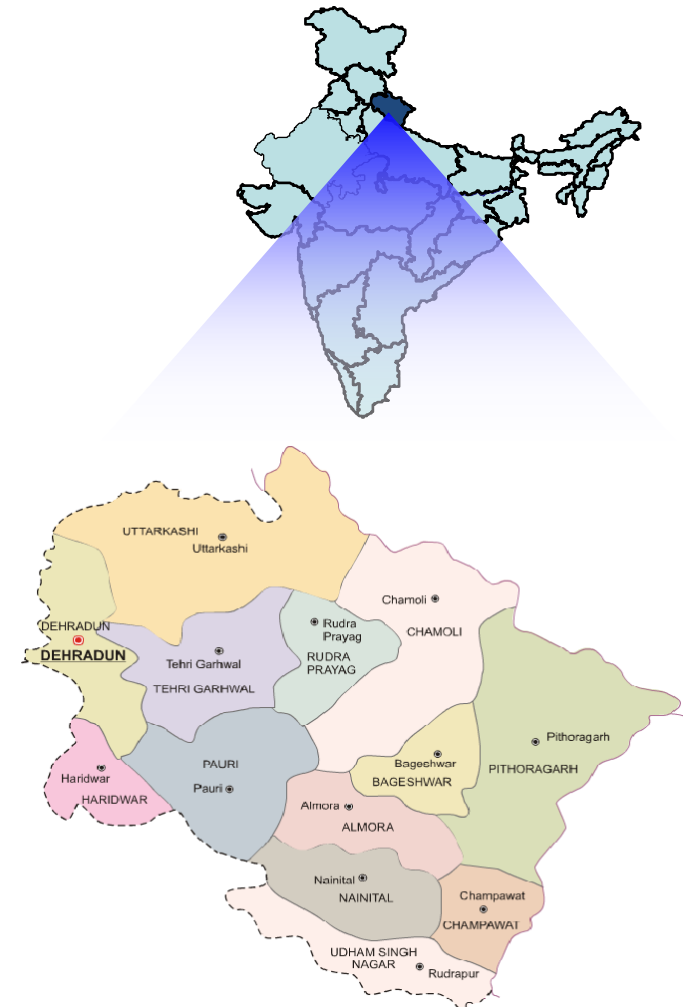 UTTARKASHI
Uttarkashi
Chamoli
CHAMOLI
DEHRADUN
DEHRADUN
Rudra
Prayag
RUDRA
PRAYAG
Tehri Garhwal
TEHRI GARHWAL
Pithoragarh
PITHORAGARH
PAURI
Pauri
Bageshwar
BAGESHWAR
Haridwar
HARIDWAR
Almora
ALMORA
Nainital
NAINITAL
Champawat
CHAMPAWAT
UDHAM SINGH
NAGAR
Rudrapur